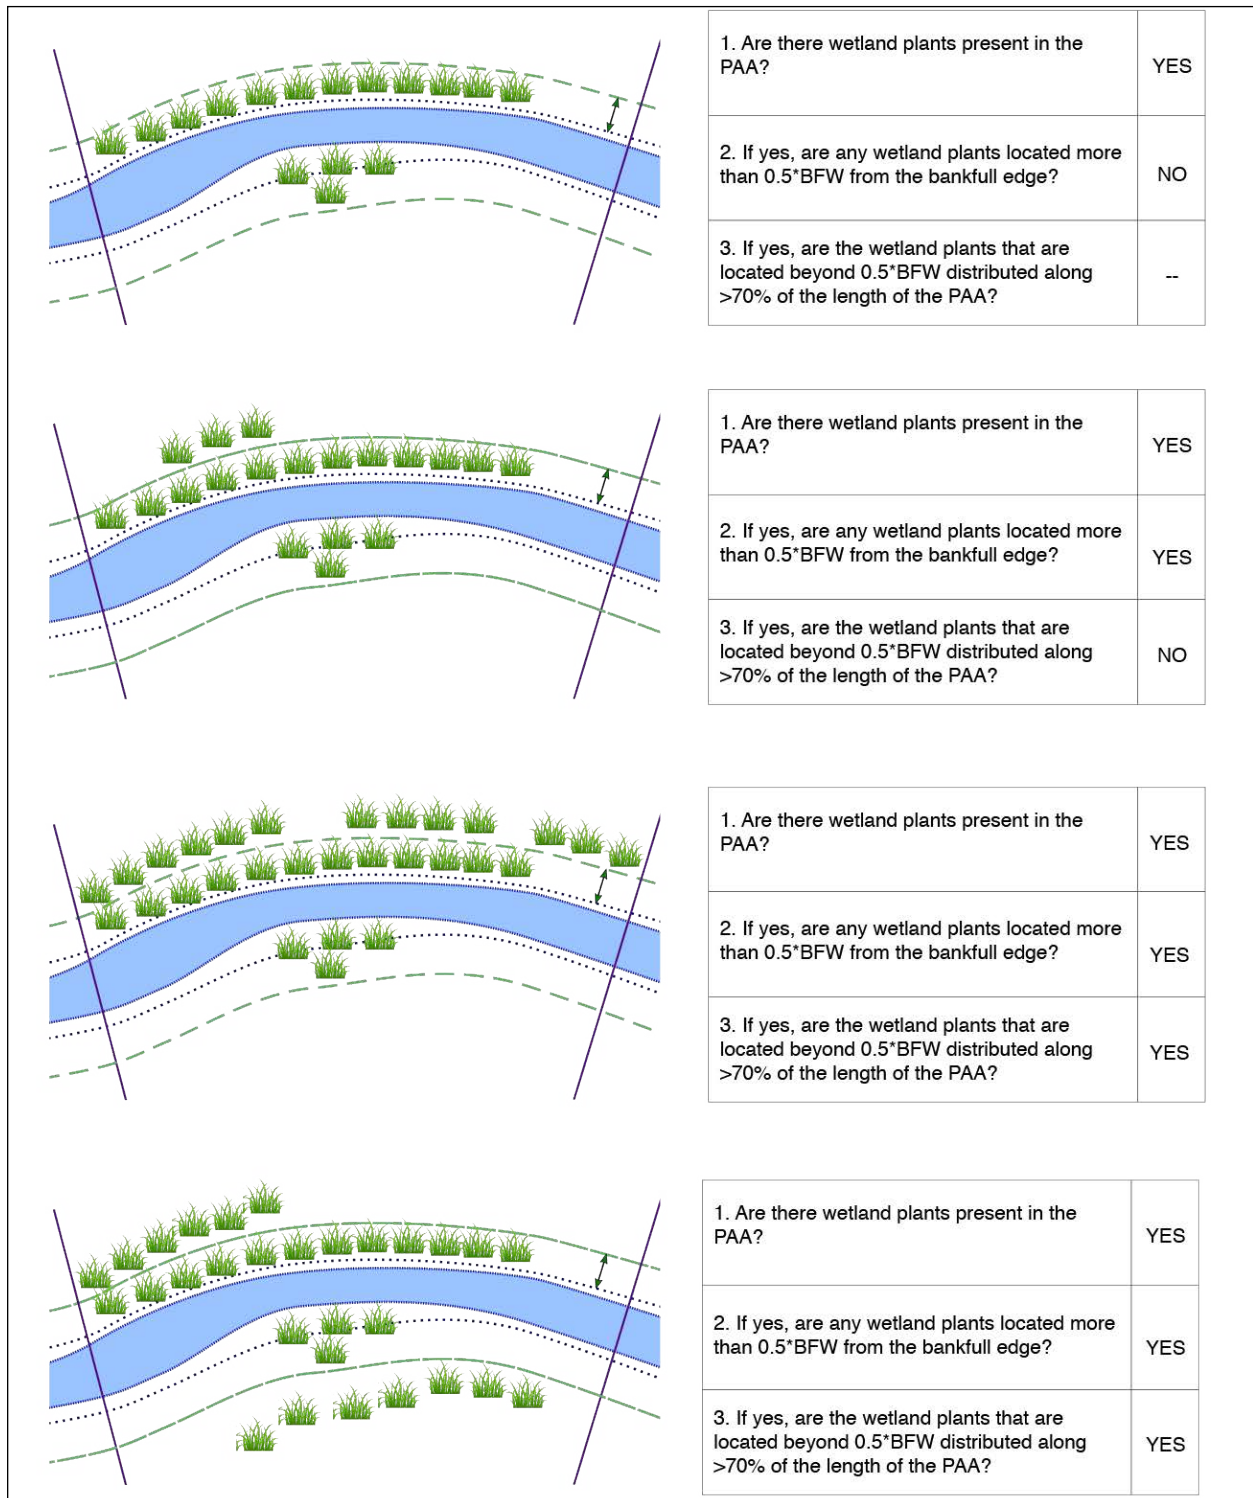 1. Are there wetland plants present in the
PAA?
YES
2. If yes, are any wetland plants located more
than 0.5*BFW from the bankfull edge?
NO
3. If yes, are the wetland plants that are
located beyond 0.5*BFW distributed along
>70% of the length of the PAA?
--
1. Are there wetland plants present in the
PAA?
YES
2. If yes, are any wetland plants located more
than 0.5*BFW from the bankfull edge?
YES
3. If yes, are the wetland plants that are
located beyond 0.5*BFW distributed along
>70% of the length of the PAA?
NO
1. Are there wetland plants present in the
PAA?
YES
2. If yes, are any wetland plants located more
than 0.5*BFW from the bankfull edge?
YES
3. If yes, are the wetland plants that are
located beyond 0.5*BFW distributed along
>70% of the length of the PAA?
YES
1. Are there wetland plants present in the
PAA?
YES
2. If yes, are any wetland plants located more
than 0.5*BFW from the bankfull edge?
YES
3. If yes, are the wetland plants that are
located beyond 0.5*BFW distributed along
>70% of the length of the PAA?
YES